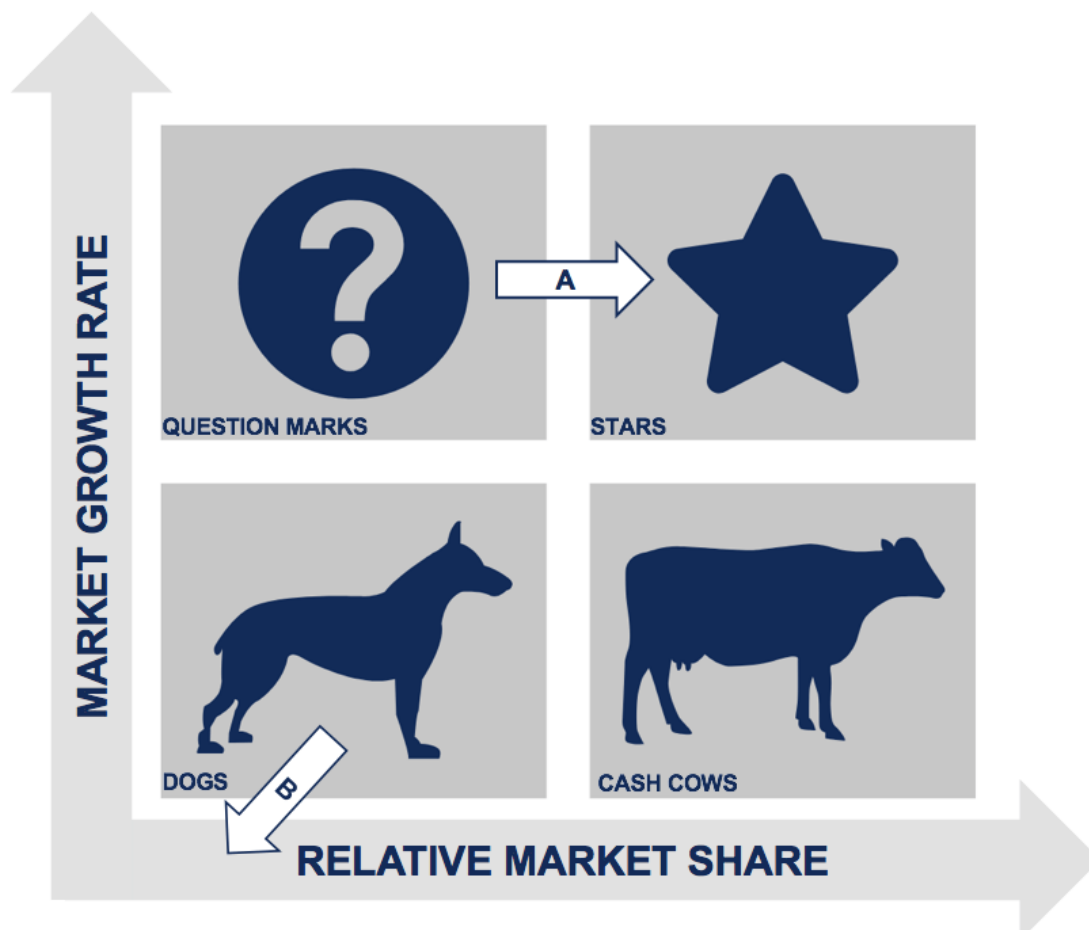 MARKET GROWTH RATE
?
A
QUESTION MARKS
STARS
DOGS
B
CASH COWS
RELATIVE MARKET SHARE